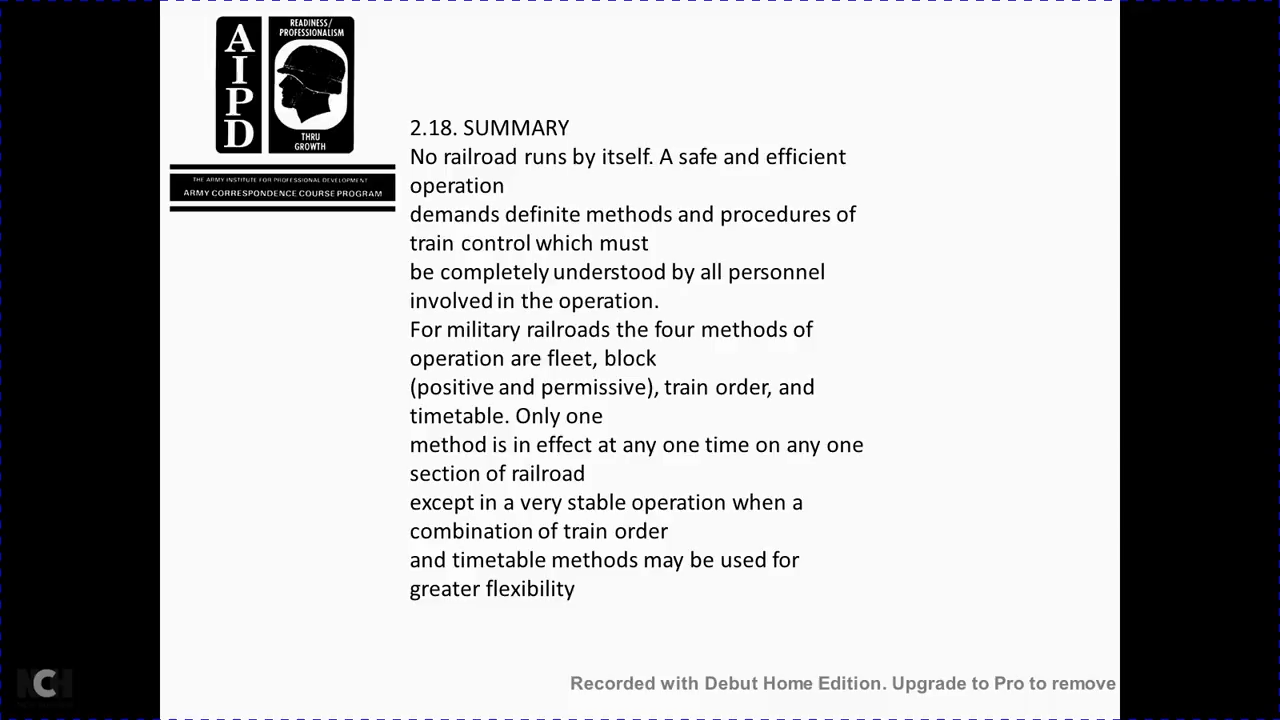 AIPD
READINESS/
PROFESSIONALISM
THRU
GROWTH
THE ARMY INSTITUTE FOR PROFESSIONAL DEVELOPMENT
ARMY CORRESPONDENCE COURSE PROGRAM
2.18. SUMMARY
No railroad runs by itself. A safe and efficient
operation
demands definite methods and procedures of
train control which must
be completely understood by all personnel
involved in the operation.
For military railroads the four methods of
operation are fleet, block
(positive and permissive), train order, and
timetable. Only one
method is in effect at any one time on any one
section of railroad
except in a very stable operation when a
combination of train order
and timetable methods may be used for
greater flexibility
NCH
Recorded with Debut Home Edition. Upgrade to Pro to remove